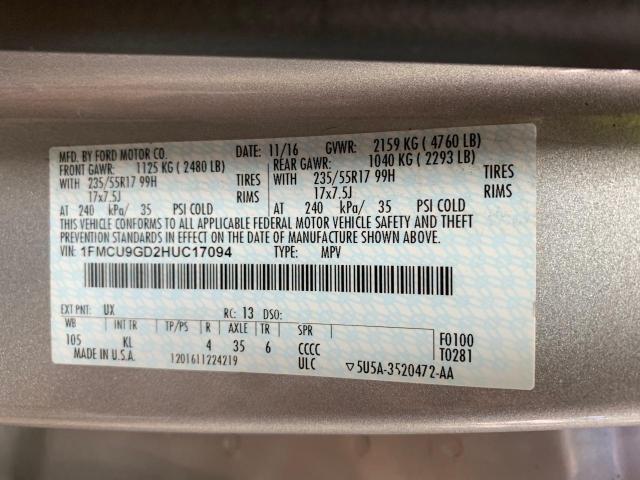 MFD. BY FORD MOTOR CO. DATE: 11/16 GVWR: 2159 KG ( 4760 LB)
FRONT GAWR: 1125 KG ( 2480 LB) REAR GAWR: 1040 KG ( 2293 LB)
WITH 235/55R17 99H TIRES WITH 235/55R17 99H TIRES
17x7.5J RIMS 17x7.5J RIMS
AT 240 kPa/ 35 PSI COLD AT 240 kPa/ 35 PSI COLD
THIS VEHICLE CONFORMS TO ALL APPLICABLE FEDERAL MOTOR VEHICLE SAFETY AND THEFT
PREVENTION STANDARDS IN EFFECT ON THE DATE OF MANUFACTURE SHOWN ABOVE.
VIN: 1FMCU9GD2HUC17094 TYPE: MPV
EXT PNT: UX RC: 13 DSO:
WB INT TR TP/PS R AXLE TR SPR
105 KL 4 35 6 CCCC F0100
MADE IN U.S.A. 1201611224219 ULC T0281
▽5U5A-3520472-AA